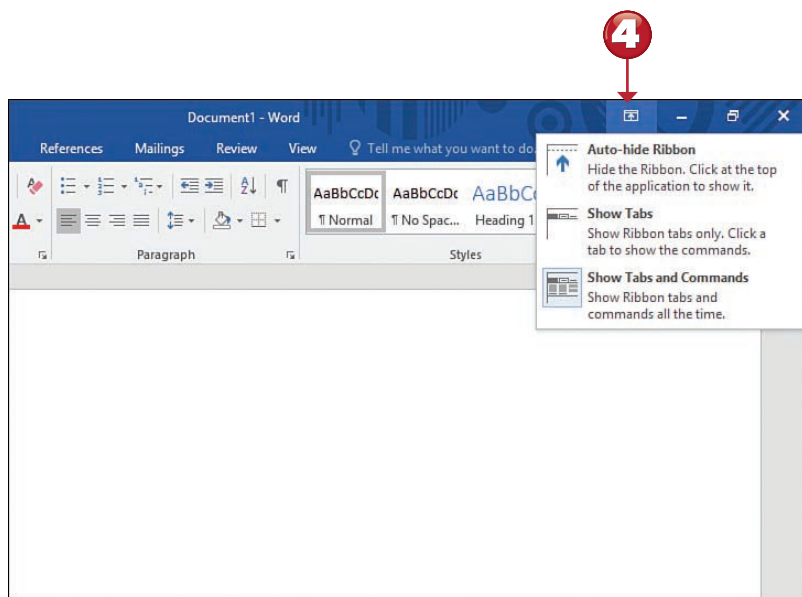 4
Document1 - Word
References Mailings Review View Tell me what you want to do.
Auto-hide Ribbon
Hide the Ribbon. Click at the top
of the application to show it.
Show Tabs
Show Ribbon tabs only. Click a
tab to show the commands.
Show Tabs and Commands
Show Ribbon tabs and
commands all the time.
A
Z
¶
A
AaBbCcDc AaBbCcDc AaBbC
¶ Normal ¶ No Spac... Heading 1
Paragraph Styles